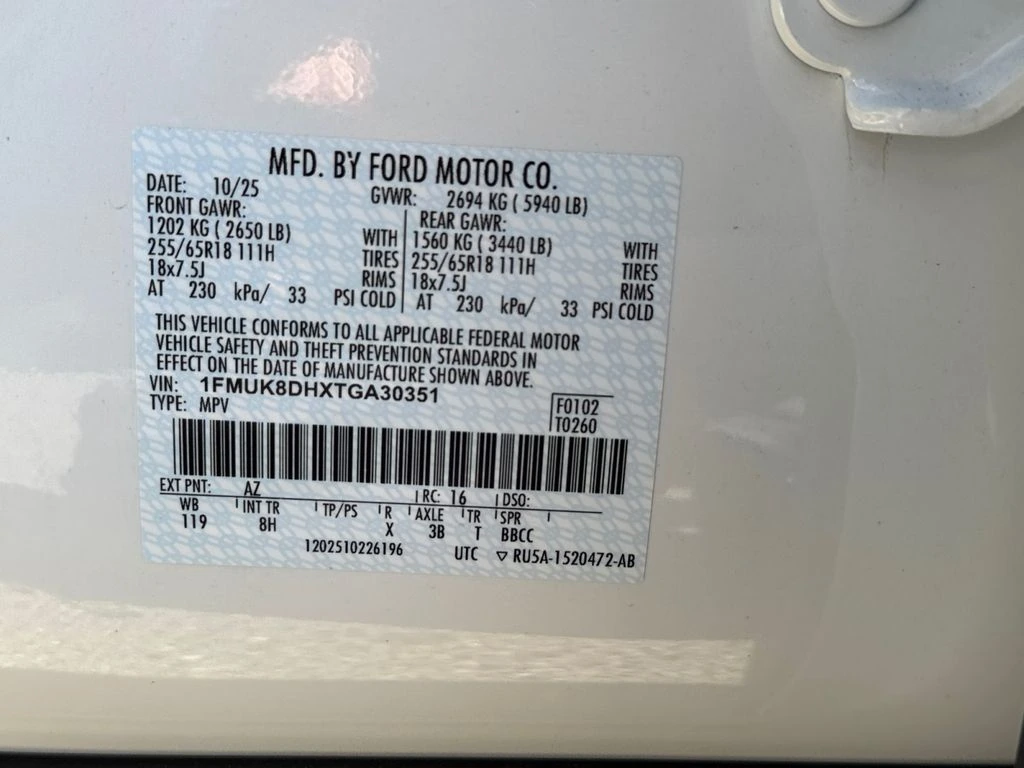 MFD. BY FORD MOTOR CO.
DATE: 10/25 GVWR: 2694 KG ( 5940 LB)
FRONT GAWR: REAR GAWR:
1202 KG ( 2650 LB) WITH 1560 KG ( 3440 LB) WITH
255/65R18 111H TIRES 255/65R18 111H TIRES
18x7.5J RIMS 18x7.5J RIMS
AT 230 kPa/ 33 PSI COLD AT 230 kPa/ 33 PSI COLD
THIS VEHICLE CONFORMS TO ALL APPLICABLE FEDERAL MOTOR
VEHICLE SAFETY AND THEFT PREVENTION STANDARDS IN
EFFECT ON THE DATE OF MANUFACTURE SHOWN ABOVE.
VIN: 1FMUK8DHXTGA30351
TYPE: MPV
F0102
T0260
EXT PNT: AZ RC: 16 DSO:
WB INT TR TP/PS R AXLE TR SPR
119 8H X 3B T BBCC
1202510226196 UTC ▽ RU5A-1520472-AB